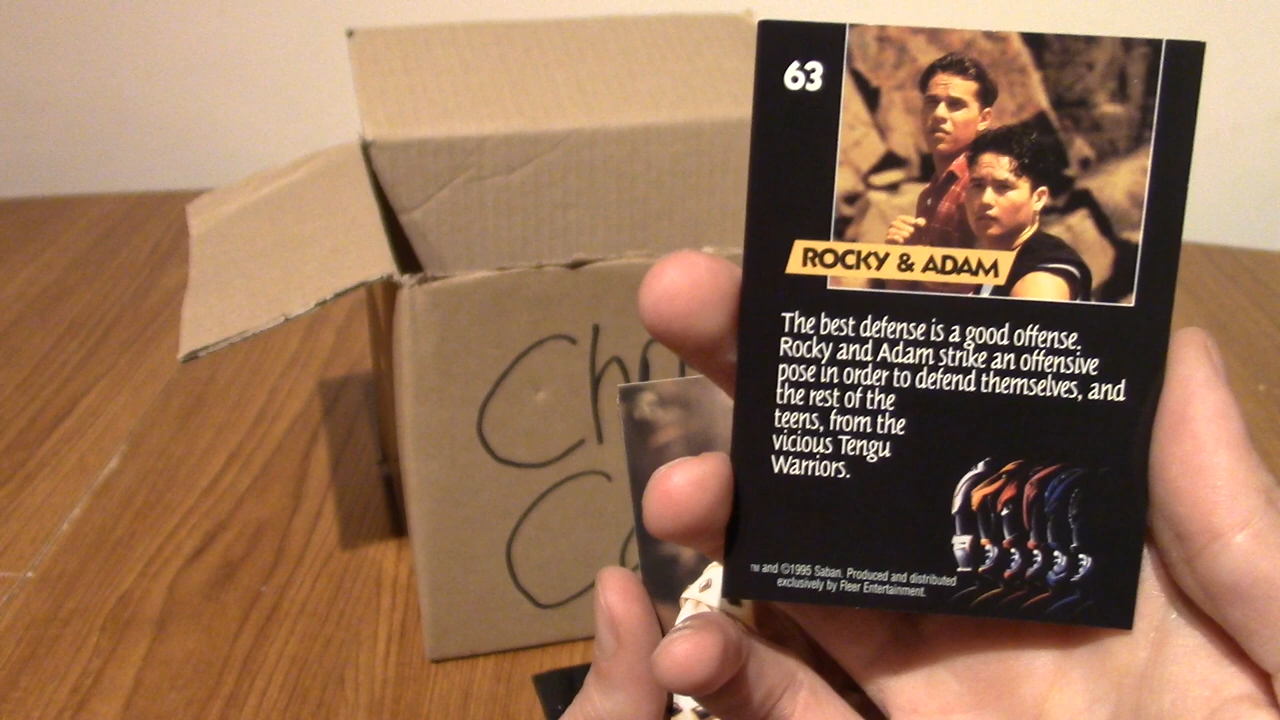 63
ROCKY & ADAM
The best defense is a good offense.
Rocky and Adam strike an offensive
pose in order to defend themselves, and
the rest of the
teens, from the
vicious Tengu
Warriors.
TM and ©1995 Saban. Produced and distributed
exclusively by Fleer Entertainment.